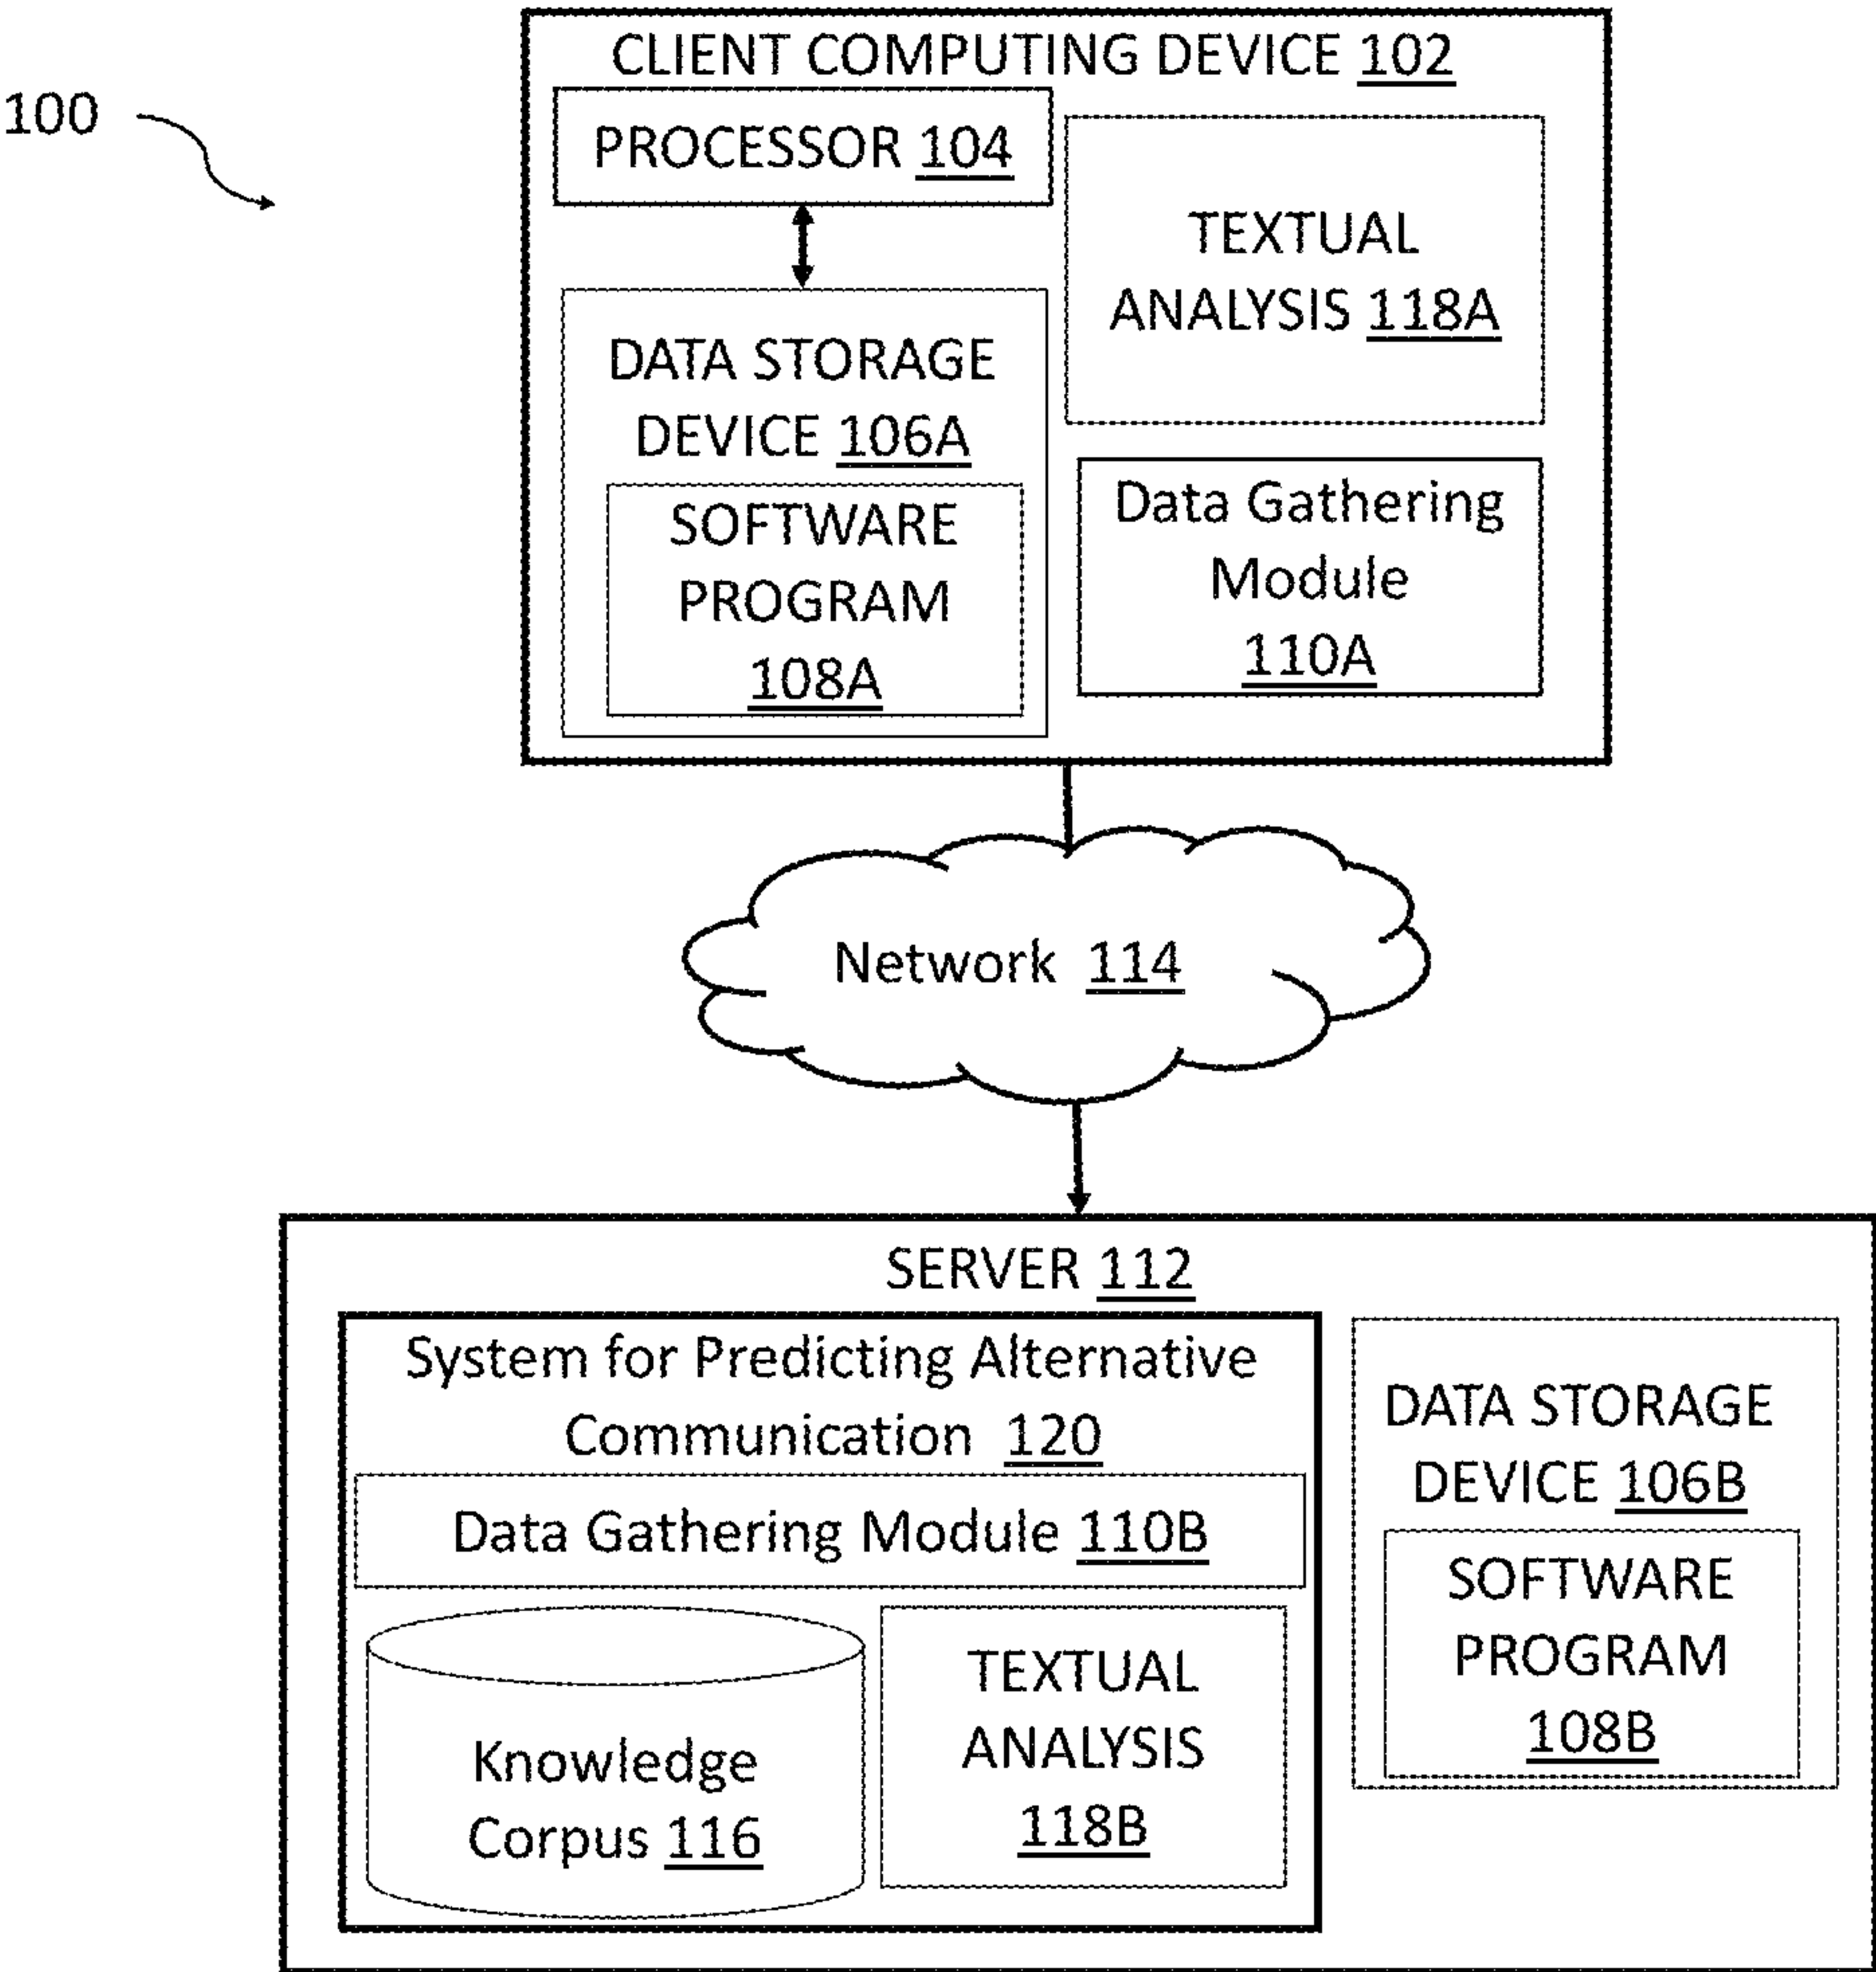 100
CLIENT COMPUTING DEVICE 102
PROCESSOR 104
TEXTUAL
ANALYSIS 118A
DATA STORAGE
DEVICE 106A
SOFTWARE
PROGRAM
108A
Data Gathering
Module
110A
Network 114
SERVER 112
System for Predicting Alternative
Communication 120
Data Gathering Module 110B
Knowledge
Corpus 116
TEXTUAL
ANALYSIS
118B
DATA STORAGE
DEVICE 106B
SOFTWARE
PROGRAM
108B